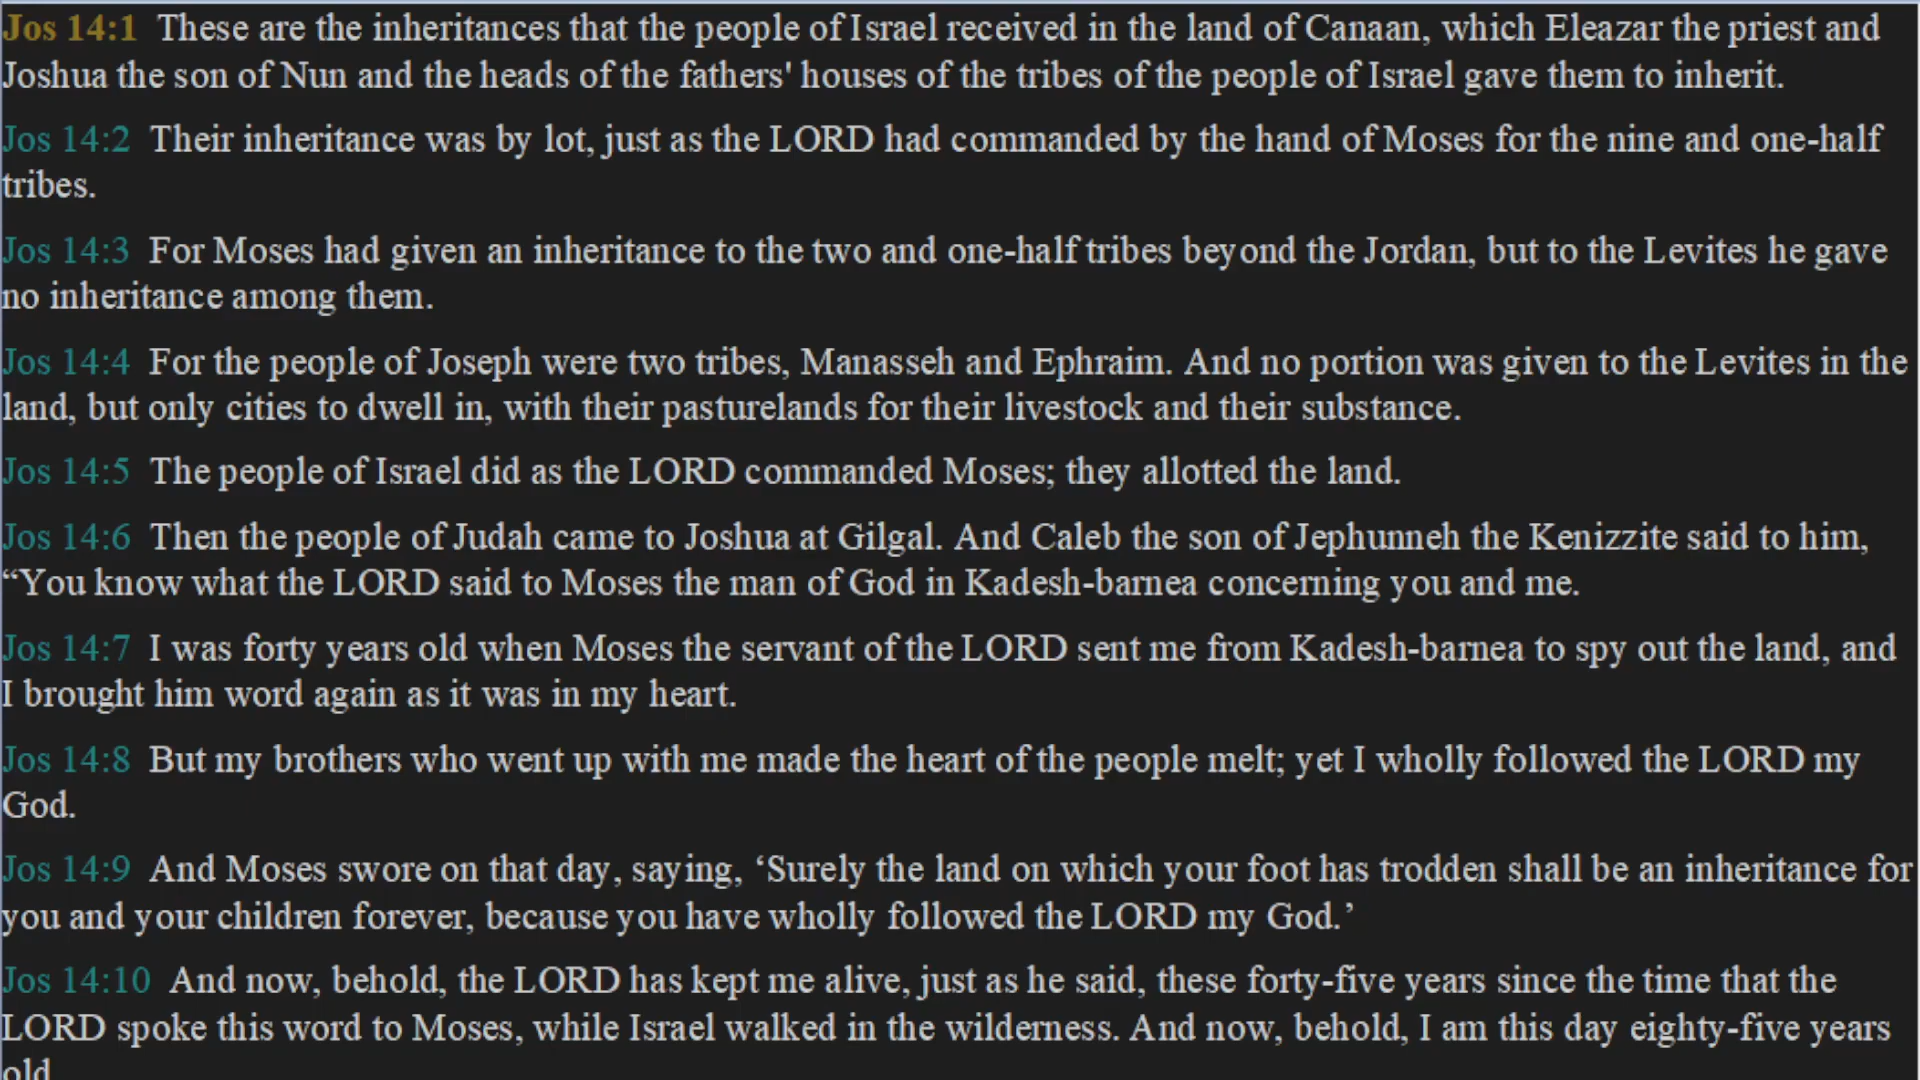 Jos 14:1 These are the inheritances that the people of Israel received in the land of Canaan, which Eleazar the priest and
Joshua the son of Nun and the heads of the fathers' houses of the tribes of the people of Israel gave them to inherit.
Jos 14:2 Their inheritance was by lot, just as the LORD had commanded by the hand of Moses for the nine and one-half
tribes.
Jos 14:3 For Moses had given an inheritance to the two and one-half tribes beyond the Jordan, but to the Levites he gave
no inheritance among them.
Jos 14:4 For the people of Joseph were two tribes, Manasseh and Ephraim. And no portion was given to the Levites in the
land, but only cities to dwell in, with their pasturelands for their livestock and their substance.
Jos 14:5 The people of Israel did as the LORD commanded Moses; they allotted the land.
Jos 14:6 Then the people of Judah came to Joshua at Gilgal. And Caleb the son of Jephunneh the Kenizzite said to him,
“You know what the LORD said to Moses the man of God in Kadesh-barnea concerning you and me.
Jos 14:7 I was forty years old when Moses the servant of the LORD sent me from Kadesh-barnea to spy out the land, and
I brought him word again as it was in my heart.
Jos 14:8 But my brothers who went up with me made the heart of the people melt; yet I wholly followed the LORD my
God.
Jos 14:9 And Moses swore on that day, saying, ‘Surely the land on which your foot has trodden shall be an inheritance for
you and your children forever, because you have wholly followed the LORD my God.’
Jos 14:10 And now, behold, the LORD has kept me alive, just as he said, these forty-five years since the time that the
LORD spoke this word to Moses, while Israel walked in the wilderness. And now, behold, I am this day eighty-five years
old